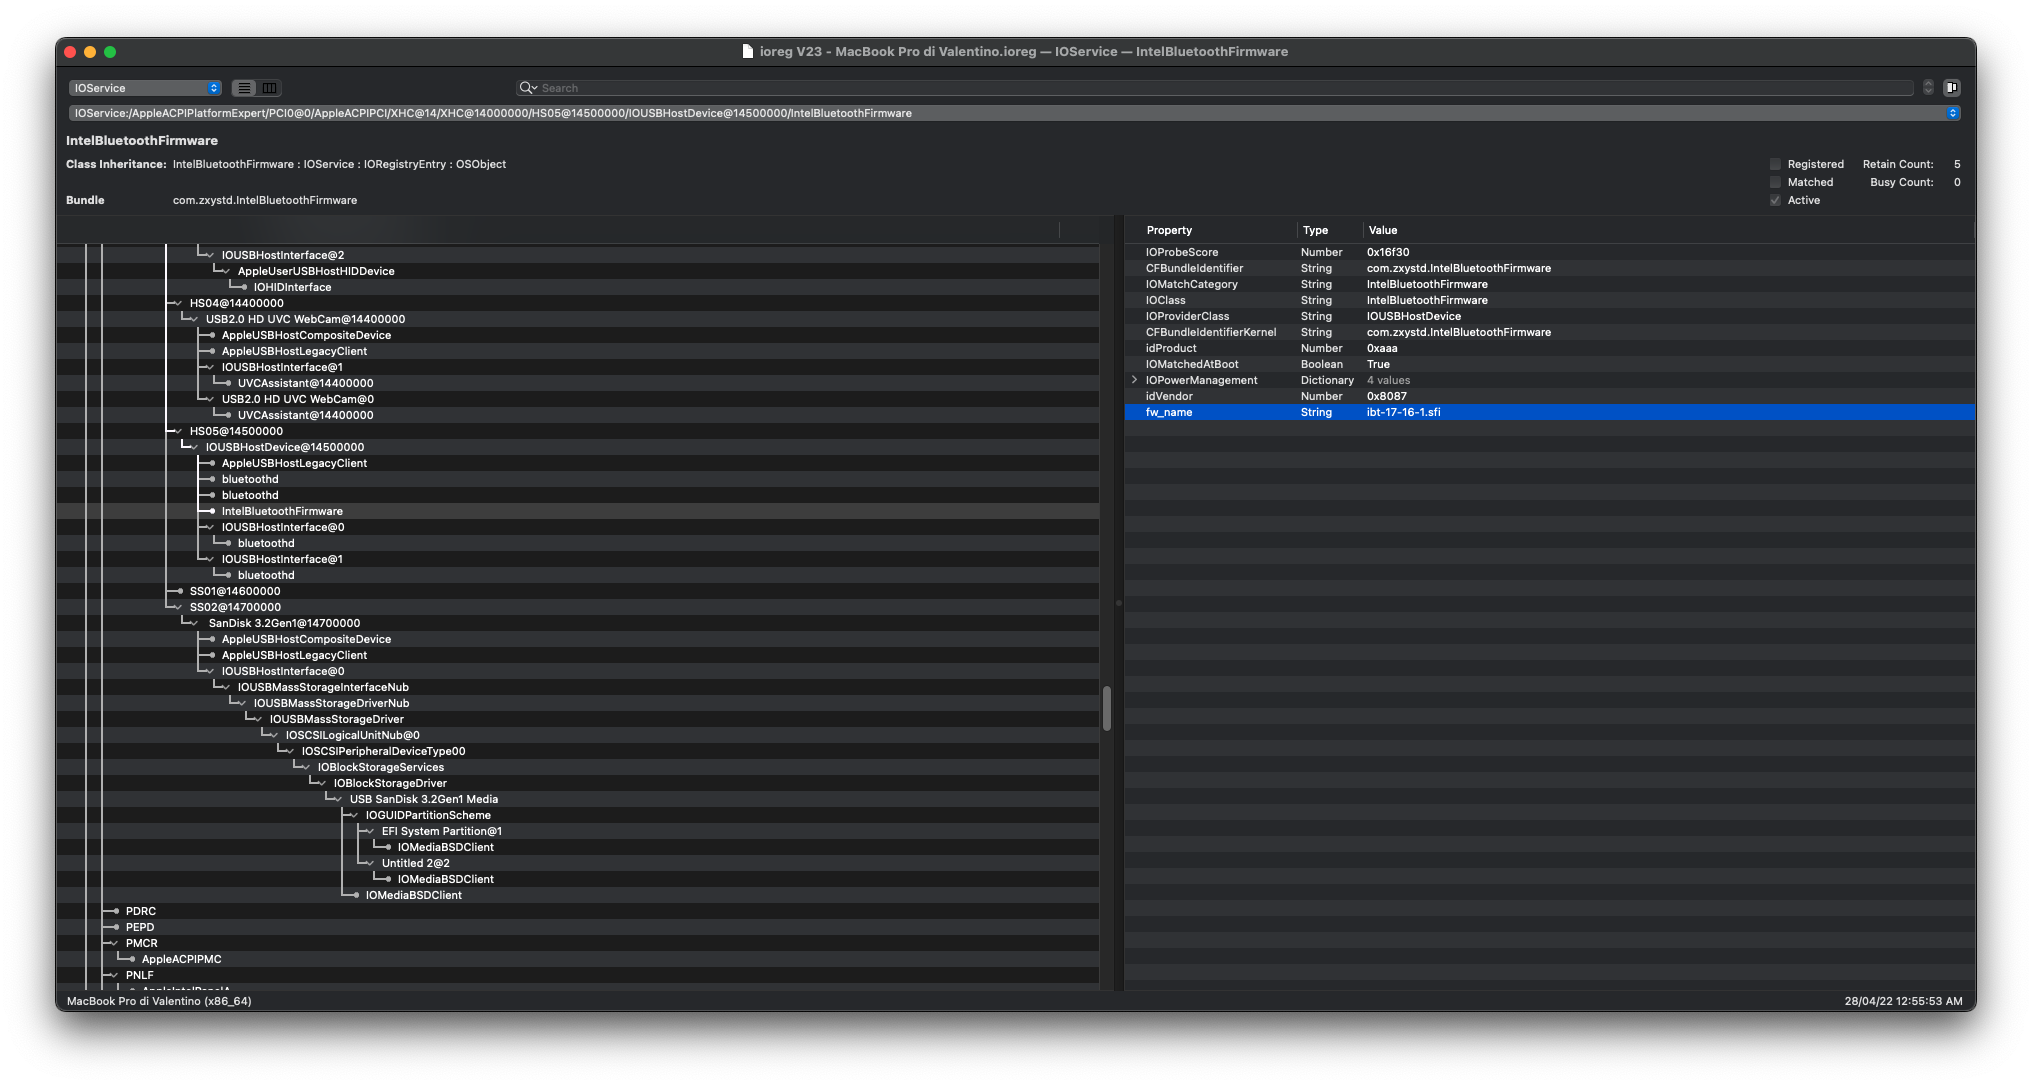 ioreg V23 - MacBook Pro di Valentino.ioreg — IOService — IntelBluetoothFirmware
IOService
Search
IOService:/AppleACPIPlatformExpert/PCI0@0/AppleACPIPCI/XHC@14/XHC@14000000/HS05@14500000/IOUSBHostDevice@14500000/IntelBluetoothFirmware
IntelBluetoothFirmware
Class Inheritance: IntelBluetoothFirmware : IOService : IORegistryEntry : OSObject
Registered Retain Count: 5
Matched Busy Count: 0
Bundle com.zxystd.IntelBluetoothFirmware
Active
IOUSBHostInterface@2
AppleUserUSBHostHIDDevice
IOHIDInterface
HS04@14400000
USB2.0 HD UVC WebCam@14400000
AppleUSBHostCompositeDevice
AppleUSBHostLegacyClient
IOUSBHostInterface@1
UVCAssistant@14400000
USB2.0 HD UVC WebCam@0
UVCAssistant@14400000
HS05@14500000
IOUSBHostDevice@14500000
AppleUSBHostLegacyClient
bluetoothd
bluetoothd
IntelBluetoothFirmware
IOUSBHostInterface@0
bluetoothd
IOUSBHostInterface@1
bluetoothd
SS01@14600000
SS02@14700000
SanDisk 3.2Gen1@14700000
AppleUSBHostCompositeDevice
AppleUSBHostLegacyClient
IOUSBHostInterface@0
IOUSBMassStorageInterfaceNub
IOUSBMassStorageDriverNub
IOUSBMassStorageDriver
IOSCSILogicalUnitNub@0
IOSCSIPeripheralDeviceType00
IOBlockStorageServices
IOBlockStorageDriver
USB SanDisk 3.2Gen1 Media
IOGUIDPartitionScheme
EFI System Partition@1
IOMediaBSDClient
Untitled 2@2
IOMediaBSDClient
IOMediaBSDClient
PDRC
PEPD
PMCR
AppleACPIPMC
PNLF
Property Type Value
IOProbeScore Number 0x16f30
CFBundleIdentifier String com.zxystd.IntelBluetoothFirmware
IOMatchCategory String IntelBluetoothFirmware
IOClass String IntelBluetoothFirmware
IOProviderClass String IOUSBHostDevice
CFBundleIdentifierKernel String com.zxystd.IntelBluetoothFirmware
idProduct Number 0xaaa
IOMatchedAtBoot Boolean True
IOPowerManagement Dictionary 4 values
idVendor Number 0x8087
fw_name String ibt-17-16-1.sfi
MacBook Pro di Valentino (x86_64)
28/04/22 12:55:53 AM